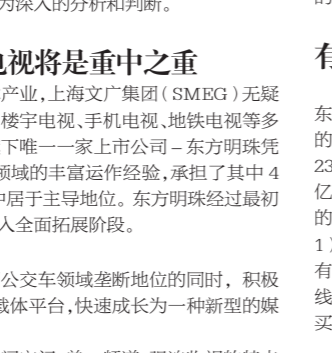 为深入的分析和判断。
电视将是重中之重
产业,上海文广集团(SMEG)无疑
楼宇电视、手机电视、地铁电视等多
下唯一一家上市公司–东方明珠凭
领域的丰富运作经验,承担了其中4
中居于主导地位。东方明珠经过最初
入全面拓展阶段。
公交车领域垄断地位的同时，积极
载体平台,快速成长为一种新型的媒
有
东
的
23
亿
的
1)
有
线
买